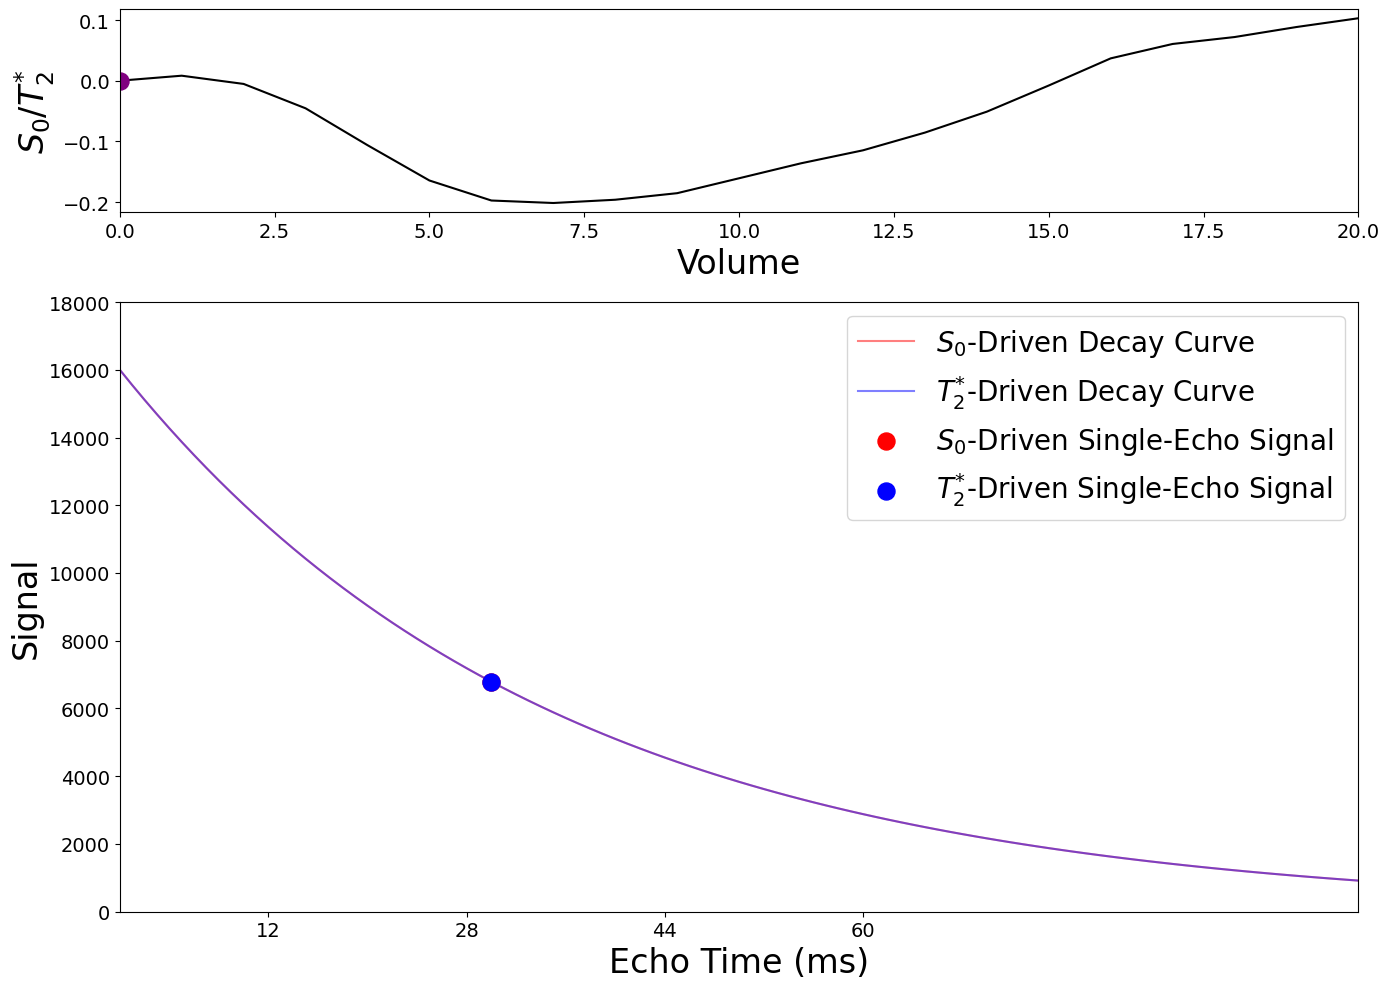 0.1
0.0
−0.1
−0.2
S₀/T₂*
0.0 2.5 5.0 7.5 10.0 12.5 15.0 17.5 20.0
Volume
18000
16000
14000
12000
10000
8000
6000
4000
2000
0
Signal
S₀-Driven Decay Curve
T₂*-Driven Decay Curve
S₀-Driven Single-Echo Signal
T₂*-Driven Single-Echo Signal
12 28 44 60
Echo Time (ms)